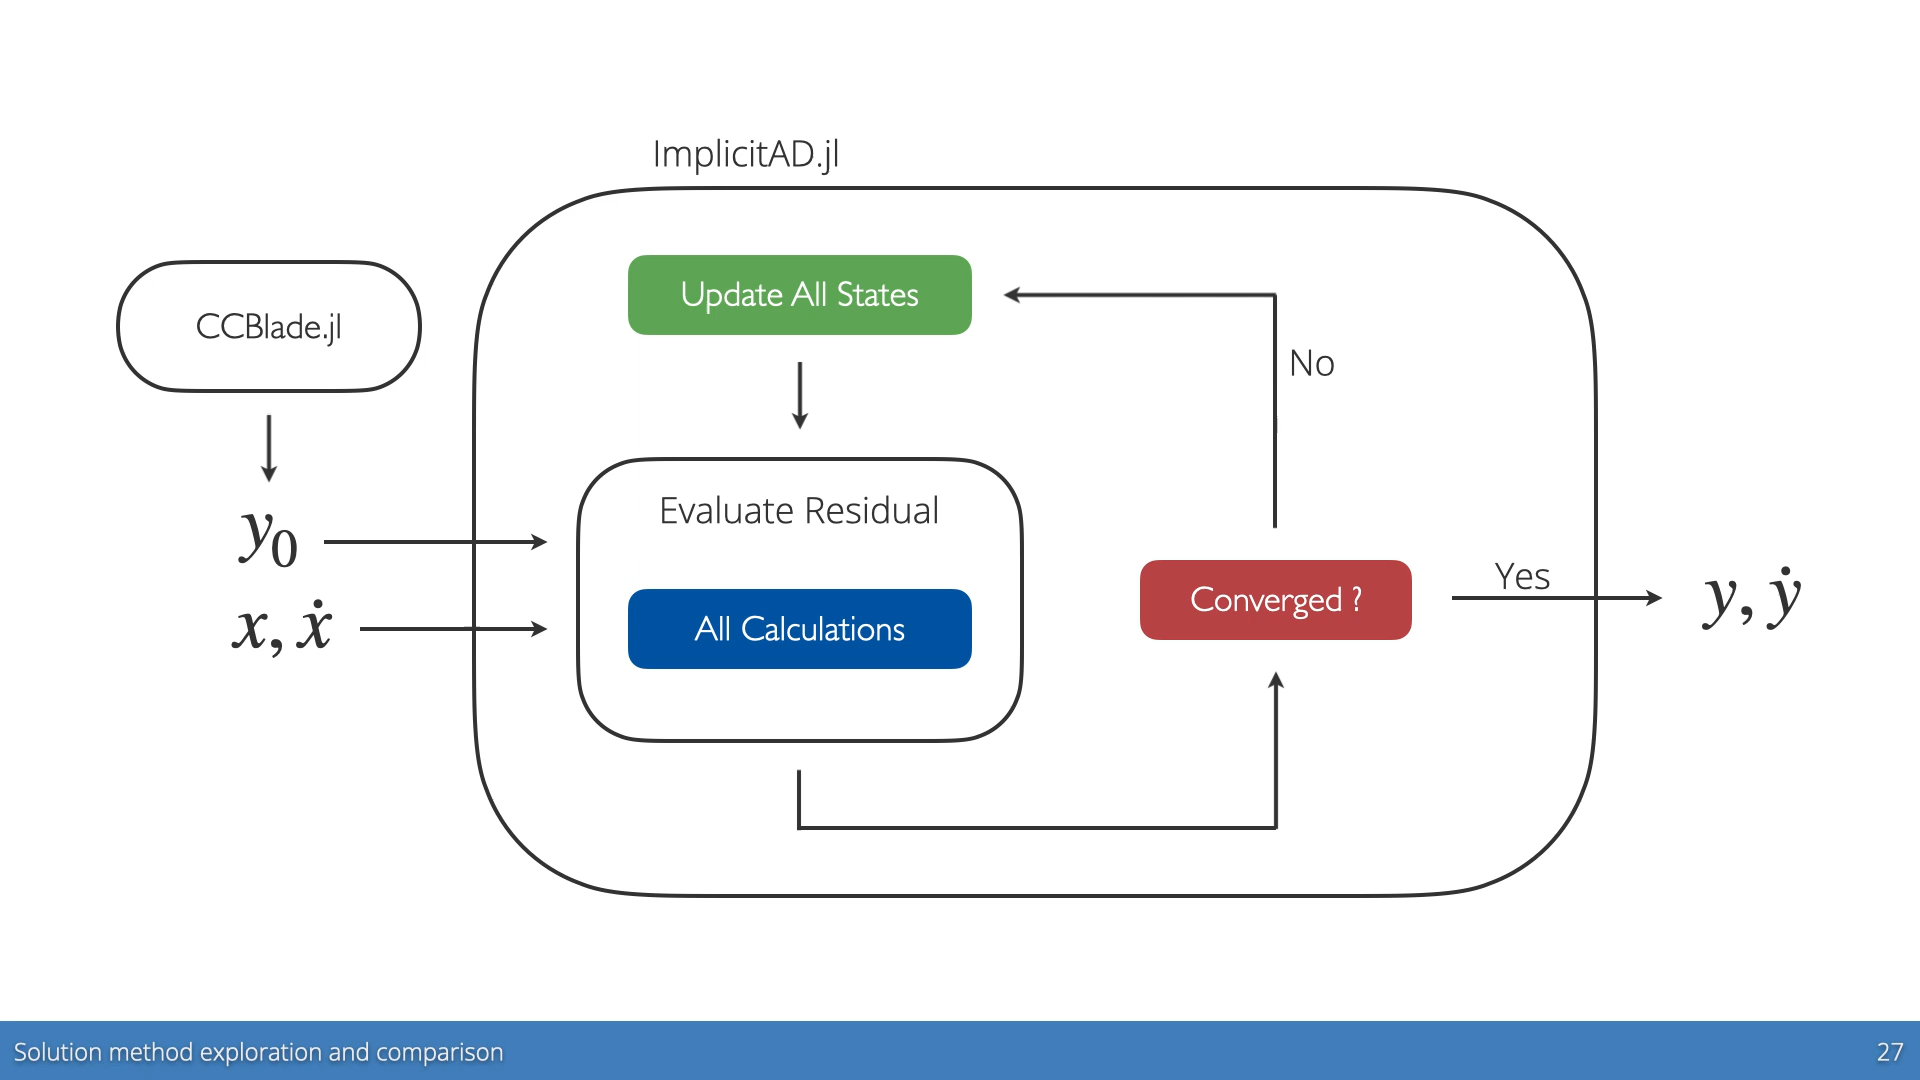 ImplicitAD.jl
Update All States
CCBlade.jl
No
Evaluate Residual
y₀
Yes
Converged ?
y, ẏ
x, ẋ
All Calculations
Solution method exploration and comparison
27